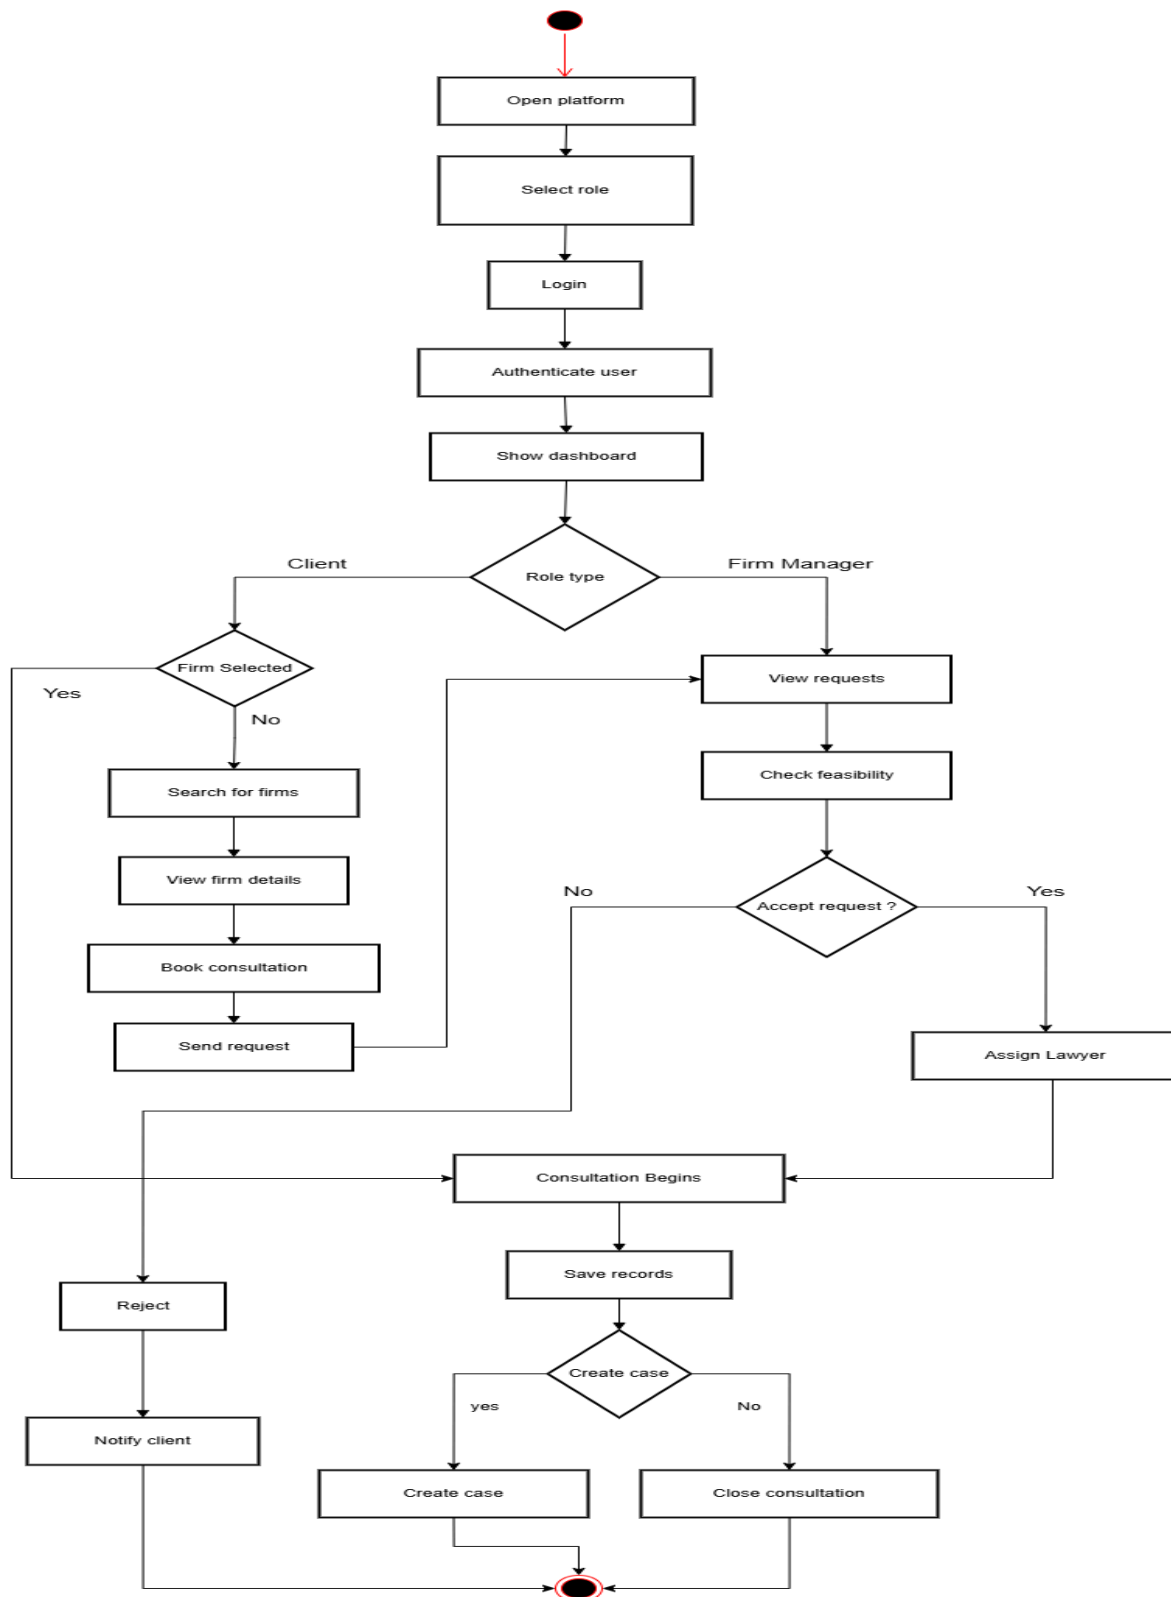 Open platform
Select role
Login
Authenticate user
Show dashboard
Client
Role type
Firm Manager
Firm Selected
Yes
No
View requests
Search for firms
Check feasibility
View firm details
No
Accept request ?
Yes
Book consultation
Send request
Assign Lawyer
Consultation Begins
Save records
Reject
Create case
yes
No
Notify client
Create case
Close consultation